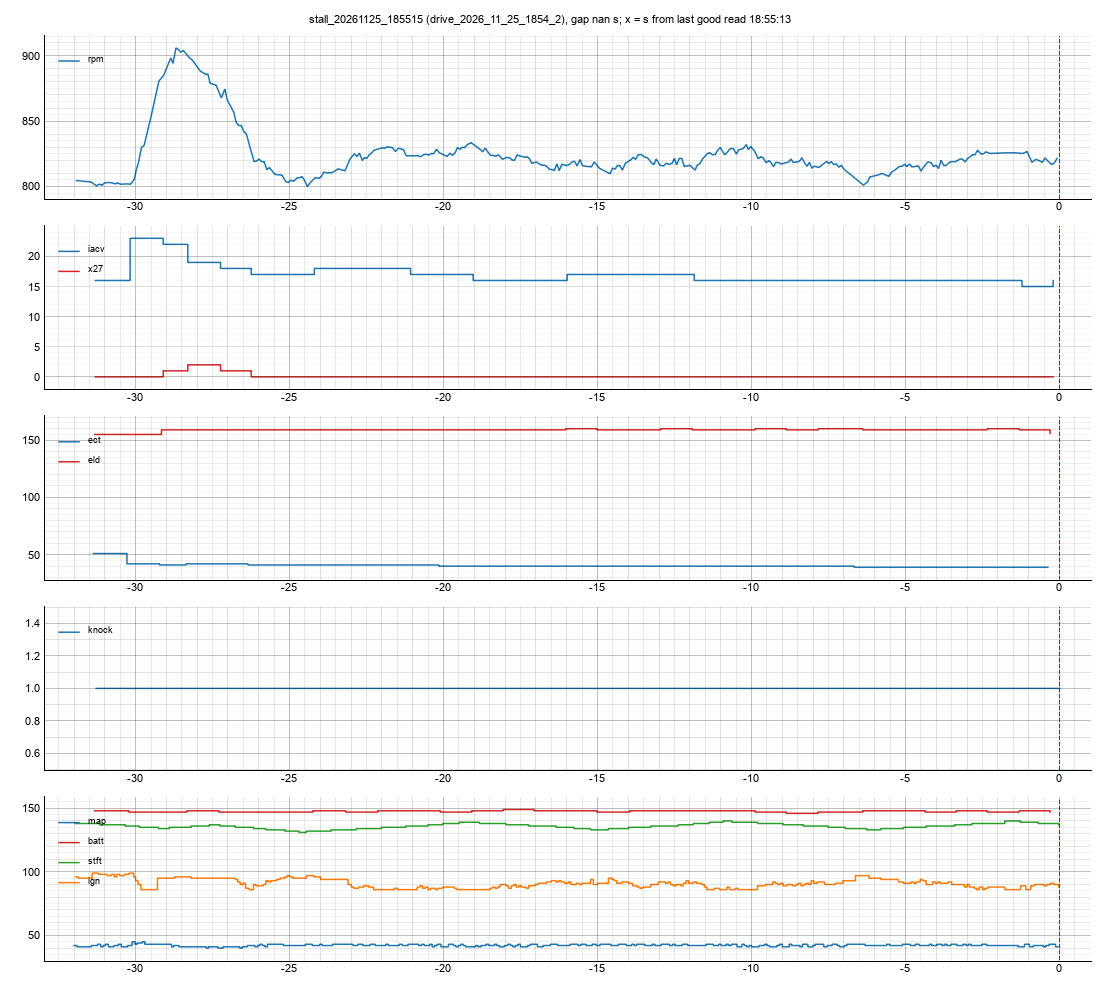 stall_20261125_185515 (drive_2026_11_25_1854_2), gap nan s; x = s from last good read 18:55:13
900
rpm
850
800
-30 -25 -20 -15 -10 -5 0
iacv
20
x27
15
10
5
0
-30 -25 -20 -15 -10 -5 0
150
ect
eld
100
50
-30 -25 -20 -15 -10 -5 0
1.4
knock
1.2
1.0
0.8
0.6
-30 -25 -20 -15 -10 -5 0
150
map
batt
stft
100
ign
50
-30 -25 -20 -15 -10 -5 0